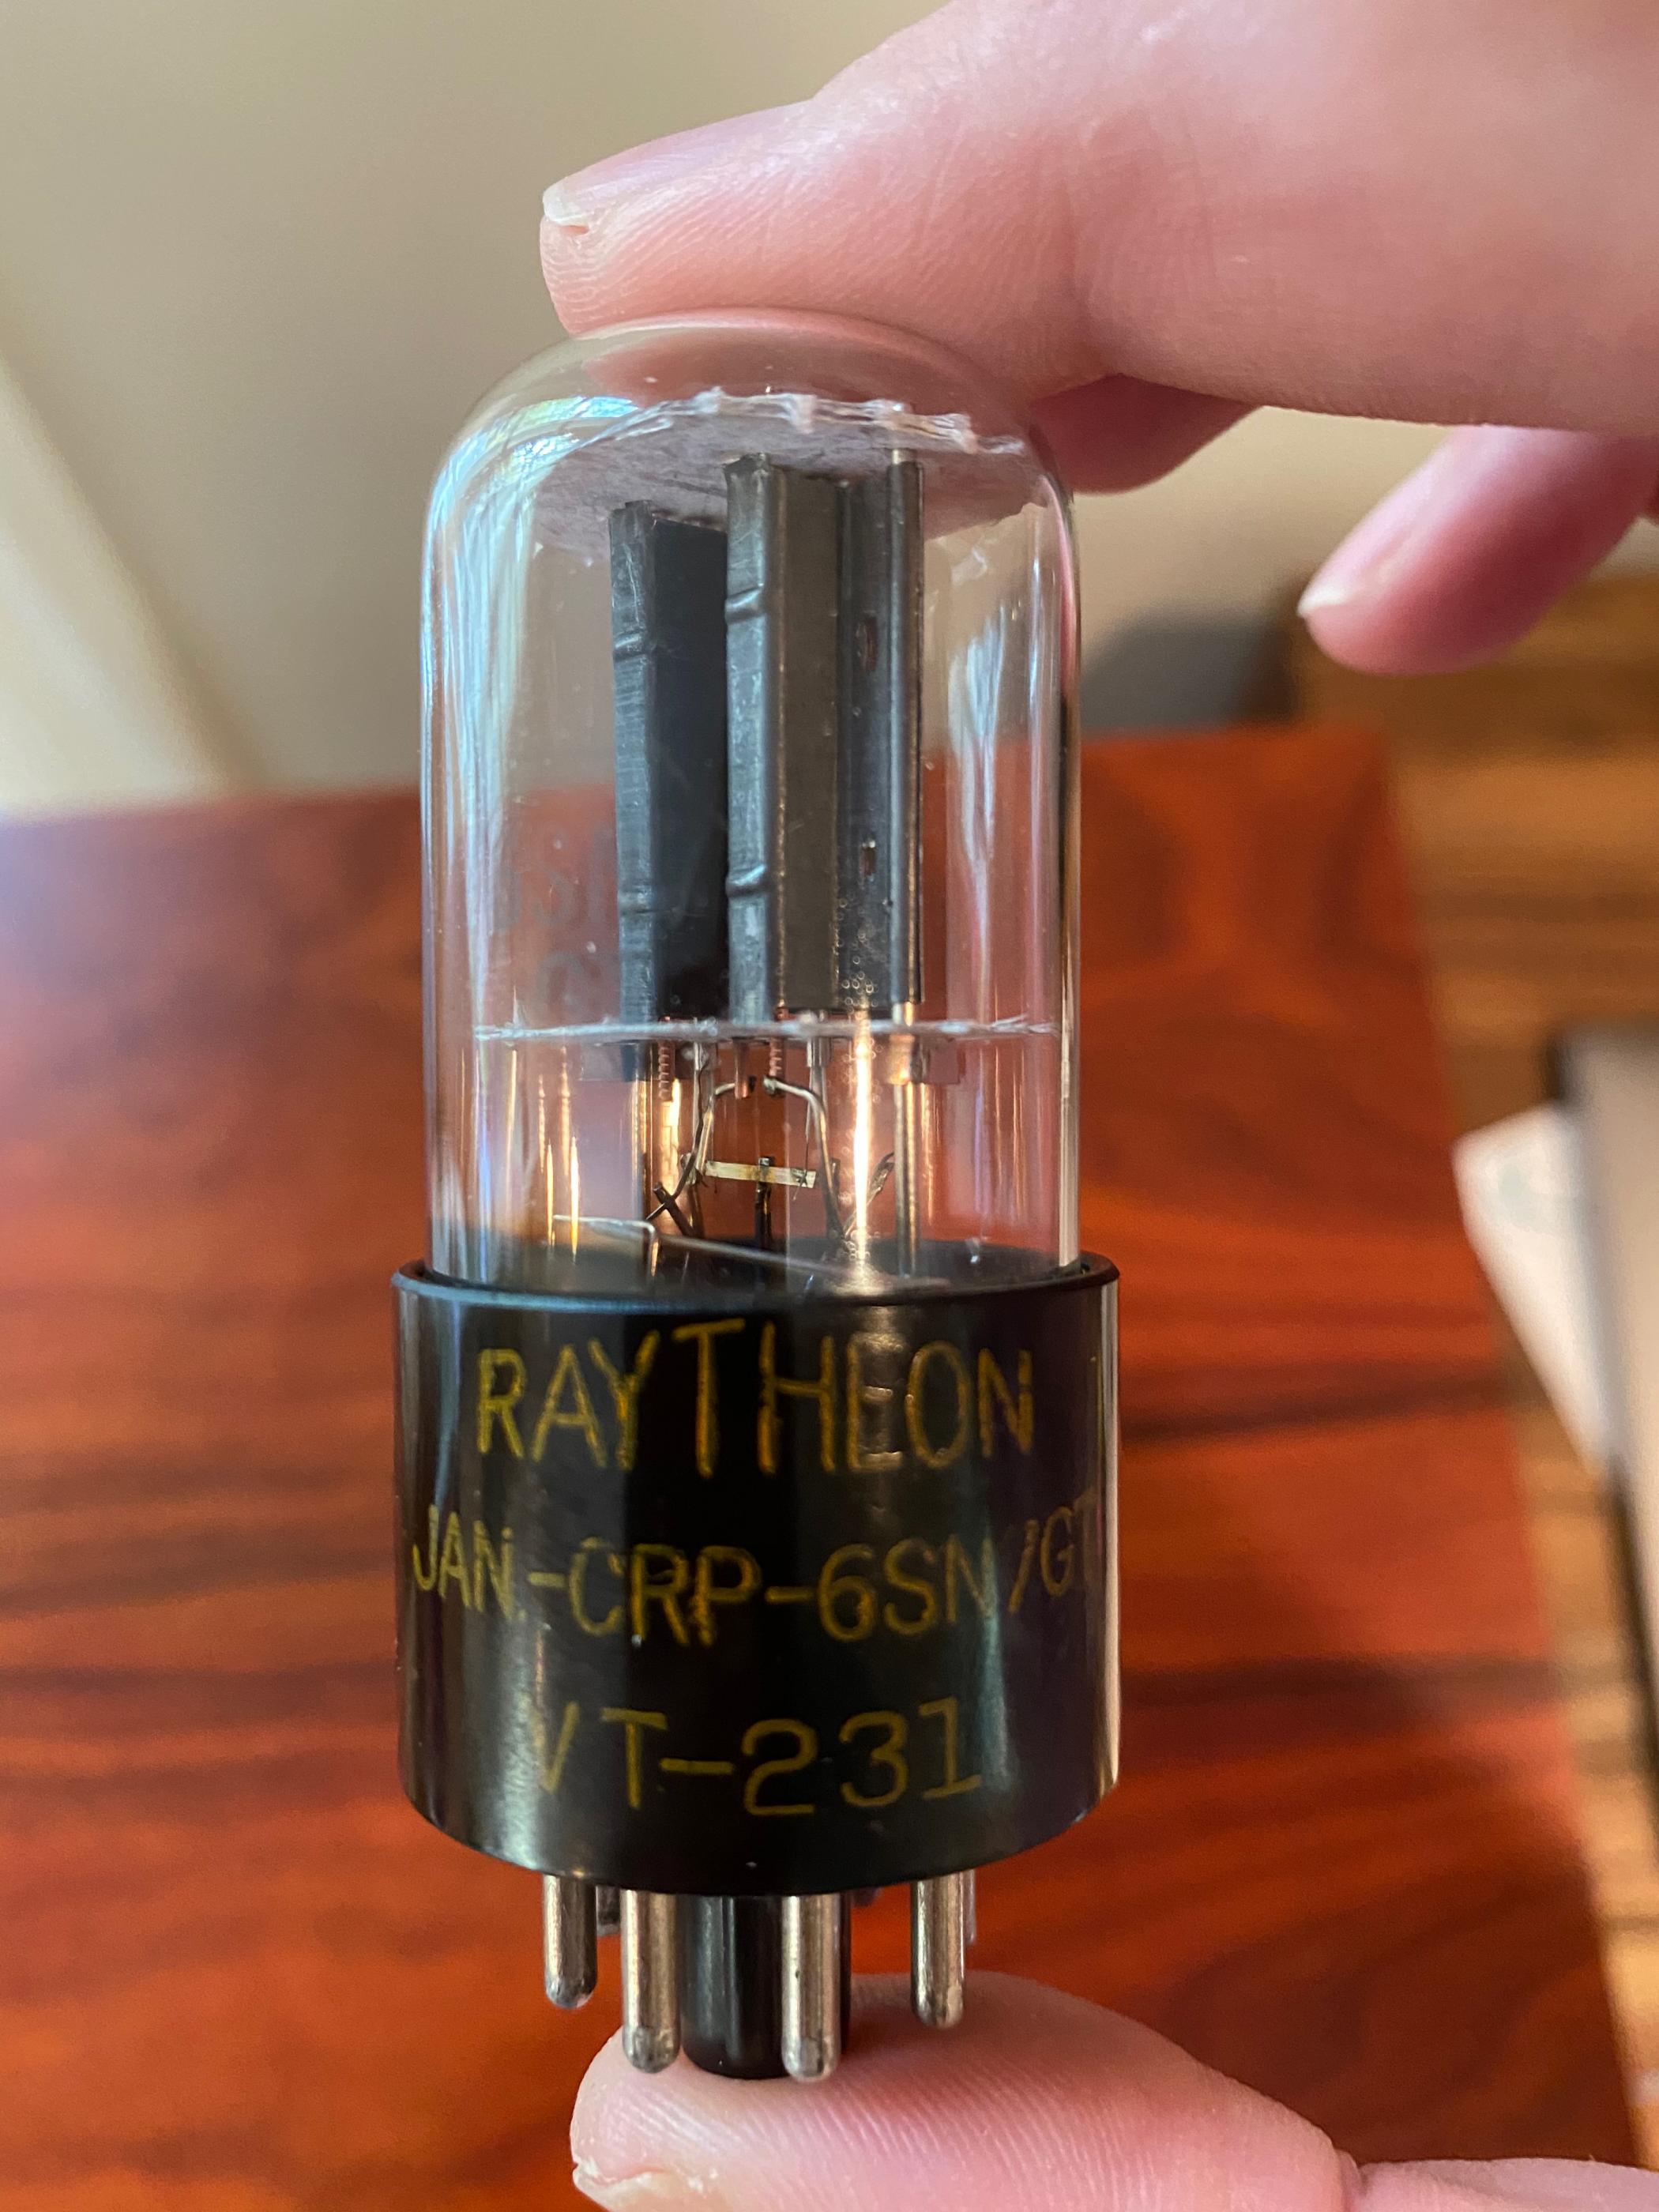 RAYTHEON
JAN-CRP-6SN7GT
VT-231